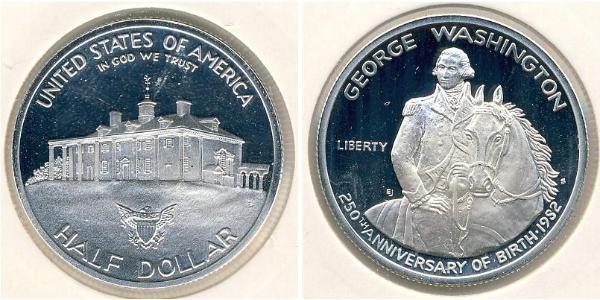 UNITED STATES OF AMERICA
IN GOD WE TRUST
HALF DOLLAR
GEORGE WASHINGTON
LIBERTY
EJ
S
250TH ANNIVERSARY OF BIRTH·1982